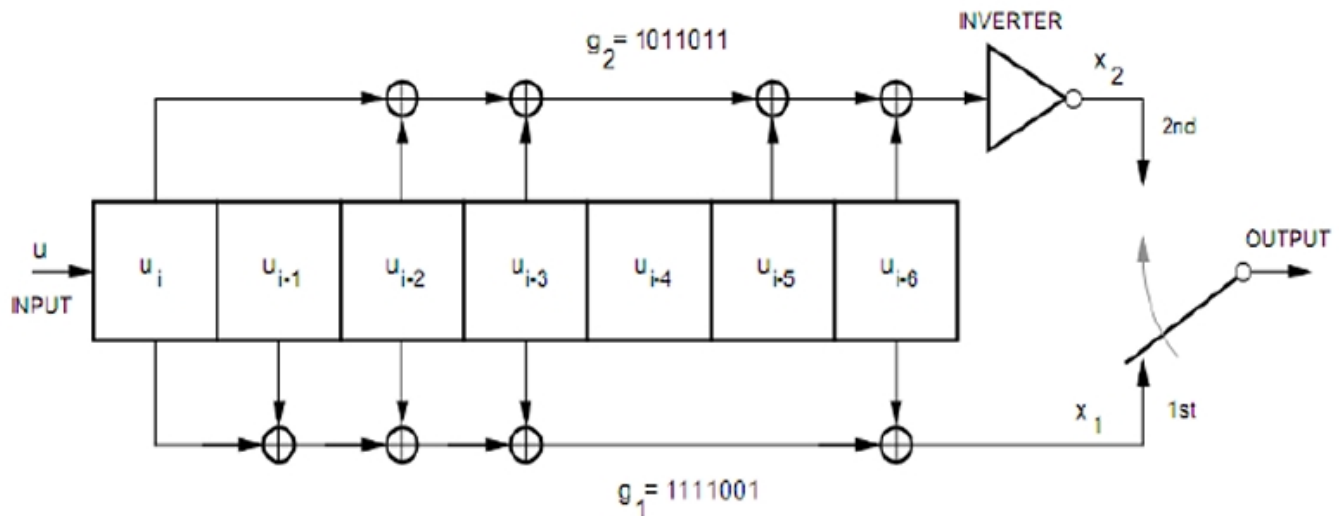 INVERTER
g2= 1011011
x2
2nd
u
INPUT
ui
ui-1
ui-2
ui-3
ui-4
ui-5
ui-6
OUTPUT
x1
1st
g1= 1111001